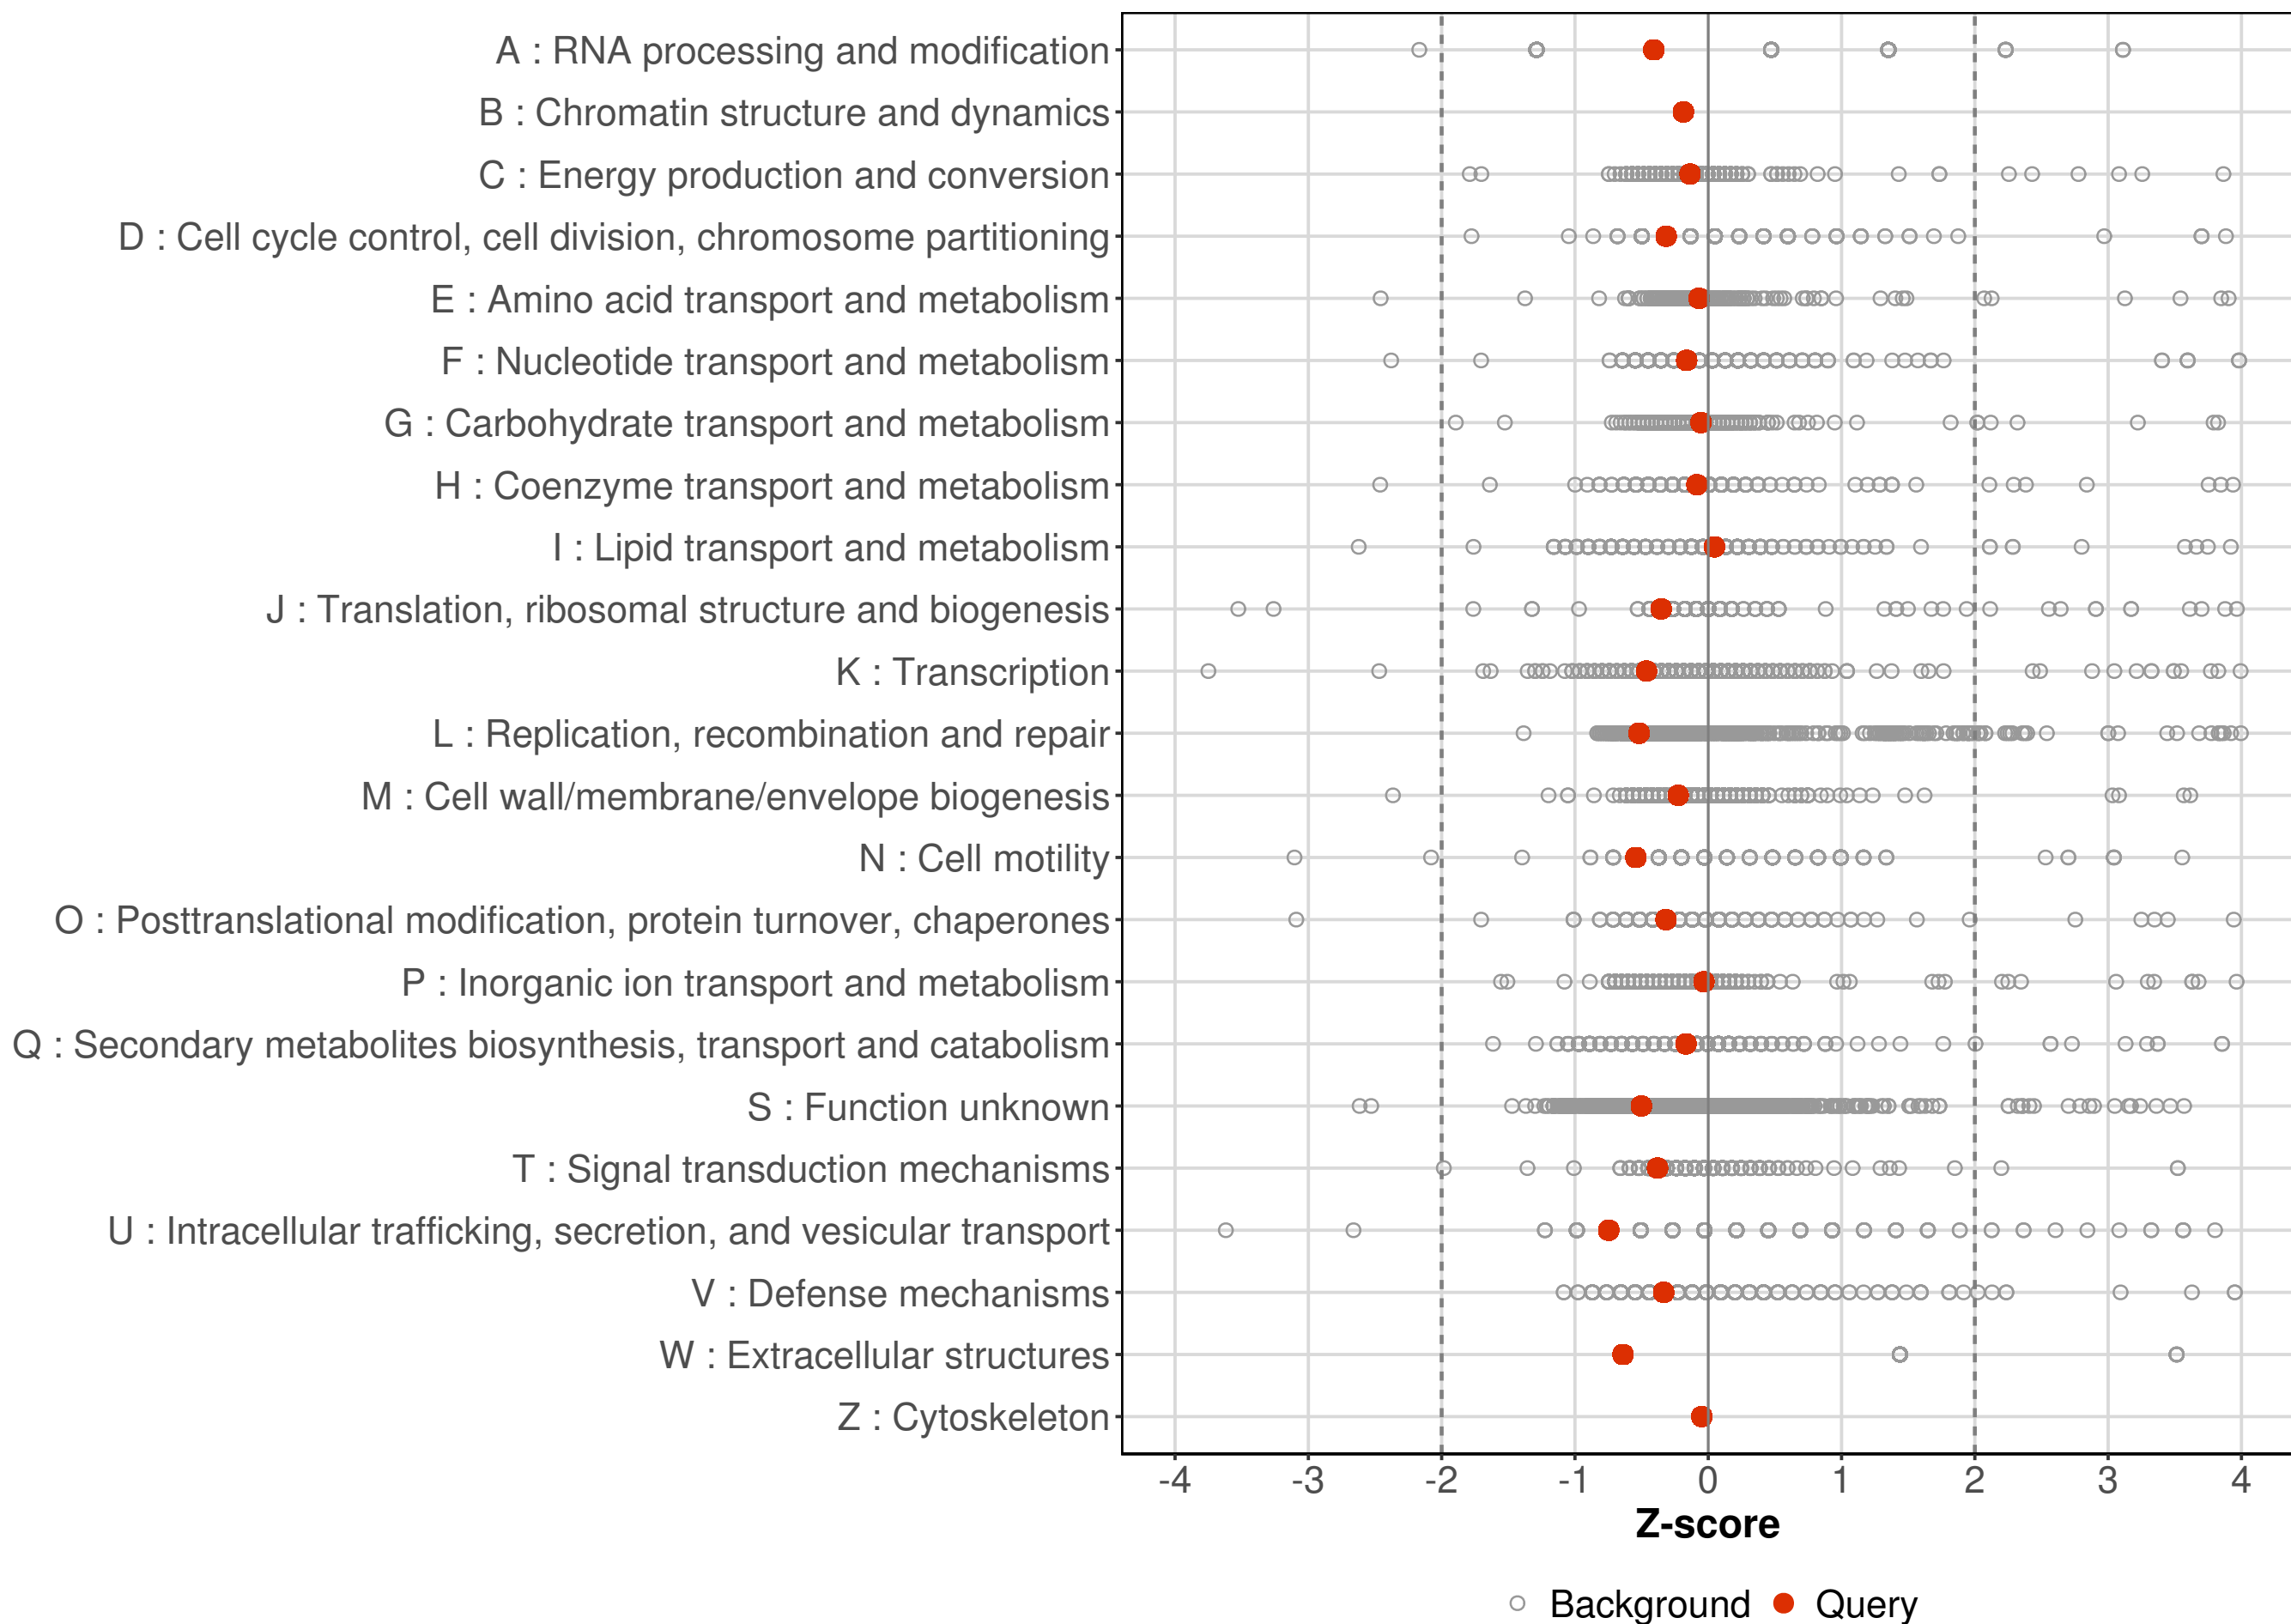 A : RNA processing and modification
B : Chromatin structure and dynamics
C : Energy production and conversion
D : Cell cycle control, cell division, chromosome partitioning
E : Amino acid transport and metabolism
F : Nucleotide transport and metabolism
G : Carbohydrate transport and metabolism
H : Coenzyme transport and metabolism
I : Lipid transport and metabolism
J : Translation, ribosomal structure and biogenesis
K : Transcription
L : Replication, recombination and repair
M : Cell wall/membrane/envelope biogenesis
N : Cell motility
O : Posttranslational modification, protein turnover, chaperones
P : Inorganic ion transport and metabolism
Q : Secondary metabolites biosynthesis, transport and catabolism
S : Function unknown
T : Signal transduction mechanisms
U : Intracellular trafficking, secretion, and vesicular transport
V : Defense mechanisms
W : Extracellular structures
Z : Cytoskeleton
-4 -3 -2 -1 0 1 2 3 4
Z-score
Background Query